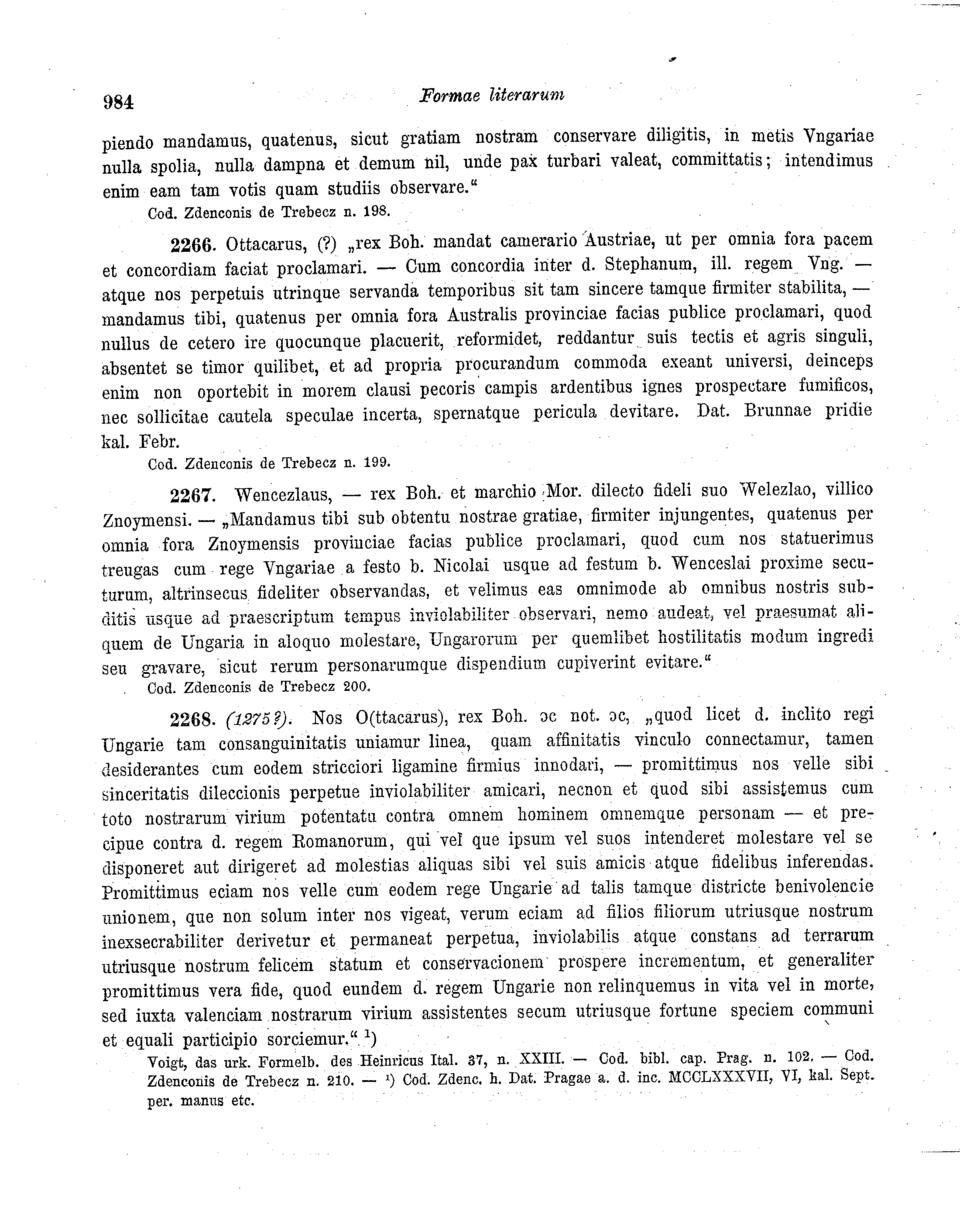 984
Formae literarum
piendo mandamus, quatenus, sicut gratiam nostram conservare diligitis, in metis Vngariae
nulla spolia, nulla dampna et demum nil, unde pax turbari valeat, committatis; intendimus
enim eam tam votis quam studiis observare.“
Cod. Zdenconis de Trebecz n. 198.
2266. Ottacarus, (?) „rex Boh. mandat camerario Austriae, ut per omnia fora pacem
et concordiam faciat proclamari. — Cum concordia inter d. Stephanum, ill. regem Vng. —
atque nos perpetuis utrinque servanda temporibus sit tam sincere tamque firmiter stabilita, —
mandamus tibi, quatenus per omnia fora Australis provinciae facias publice proclamari, quod
nullus de cetero ire quocunque placuerit, reformidet, reddantur suis tectis et agris singuli,
absentet se timor quilibet, et ad propria procurandum commoda exeant universi, deinceps
enim non oportebit in morem clausi pecoris campis ardentibus ignes prospectare fumificos,
nec sollicitae cautela speculae incerta, spernatque pericula devitare. Dat. Brunnae pridie
kal. Febr.
Cod. Zdenconis de Trebecz n. 199.
2267. Wencezlaus, — rex Boh. et marchio Mor. dilecto fideli suo Welezlao, villico
Znoymensi. — „Mandamus tibi sub obtentu nostrae gratiae, firmiter injungentes, quatenus per
omnia fora Znoymensis provinciae facias publice proclamari, quod cum nos statuerimus
treugas cum rege Vngariae a festo b. Nicolai usque ad festum b. Wenceslai proxime secu-
turum, altrinsecus fideliter observandas, et velimus eas omnimode ab omnibus nostris sub-
ditis usque ad praescriptum tempus inviolabiliter observari, nemo audeat, vel praesumat ali-
quem de Ungaria in aloquo molestare, Ungarorum per quemlibet hostilitatis modum ingredi
seu gravare, sicut rerum personarumque dispendium cupiverint evitare.“
Cod. Zdenconis de Trebecz 200.
2268. (1275?). Nos O(ttacarus), rex Boh. ɔc not. ɔc, „quod licet d. inclito regi
Ungarie tam consanguinitatis uniamur linea, quam affinitatis vinculo connectamur, tamen
desiderantes cum eodem stricciori ligamine firmius innodari, — promittimus nos velle sibi
sinceritatis dileccionis perpetue inviolabiliter amicari, necnon et quod sibi assistemus cum
toto nostrarum virium potentatu contra omnem hominem omnemque personam — et pre-
cipue contra d. regem Romanorum, qui vel que ipsum vel suos intenderet molestare vel se
disponeret aut dirigeret ad molestias aliquas sibi vel suis amicis atque fidelibus inferendas.
Promittimus eciam nos velle cum eodem rege Ungarie ad talis tamque districte benivolencie
unionem, que non solum inter nos vigeat, verum eciam ad filios filiorum utriusque nostrum
inexsecrabiliter derivetur et permaneat perpetua, inviolabilis atque constans ad terrarum
utriusque nostrum felicem statum et conservacionem prospere incrementum, et generaliter
promittimus vera fide, quod eundem d. regem Ungarie non relinquemus in vita vel in morte,
sed iuxta valenciam nostrarum virium assistentes secum utriusque fortune speciem communi
et equali participio sorciemur.“ ¹)
Voigt, das urk. Formelb. des Heinricus Ital. 37, n. XXIII. — Cod. bibl. cap. Prag. n. 102. — Cod.
Zdenconis de Trebecz n. 210. — ¹) Cod. Zdenc. h. Dat. Pragae a. d. inc. MCCLXXXVII, VI, kal. Sept.
per. manus etc.